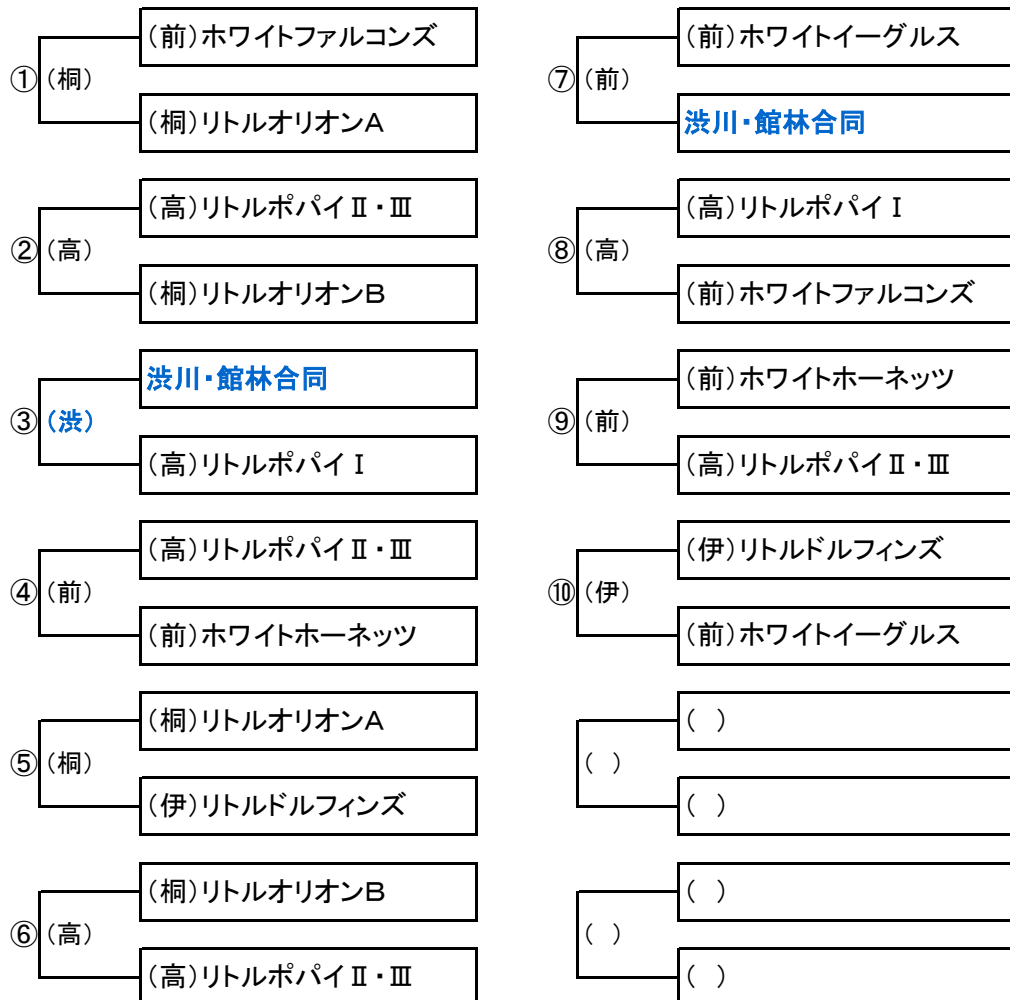 (前)ホワイトファルコンズ
①(桐)
(桐)リトルオリオンA
(高)リトルポパイⅡ・Ⅲ
②(高)
(桐)リトルオリオンB
渋川・館林合同
③(渋)
(高)リトルポパイⅠ
(高)リトルポパイⅡ・Ⅲ
④(前)
(前)ホワイトホーネッツ
(桐)リトルオリオンA
⑤(桐)
(伊)リトルドルフィンズ
(桐)リトルオリオンB
⑥(高)
(高)リトルポパイⅡ・Ⅲ
(前)ホワイトイーグルス
⑦(前)
渋川・館林合同
(高)リトルポパイⅠ
⑧(高)
(前)ホワイトファルコンズ
(前)ホワイトホーネッツ
⑨(前)
(高)リトルポパイⅡ・Ⅲ
(伊)リトルドルフィンズ
⑩(伊)
(前)ホワイトイーグルス
( )
( )
( )
( )
( )
( )